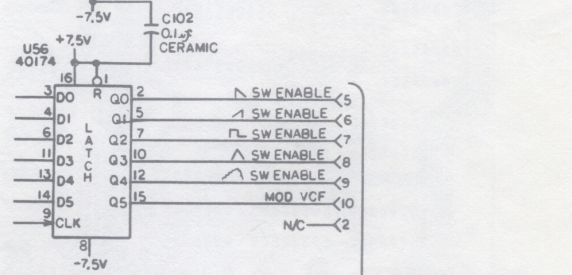 -7.5V
C102
0.1uf
CERAMIC
+7.5V
U56
40174
16 1
R
3 D0 Q0 2 SW ENABLE 5
4 D1 Q1 5 SW ENABLE 6
6 D2 Q2 7 SW ENABLE 7
11 D3 Q3 10 SW ENABLE 8
13 D4 Q4 12 SW ENABLE 9
14 D5 Q5 15 MOD VCF 10
9 CLK N/C 2
LATCH
8
-7.5V